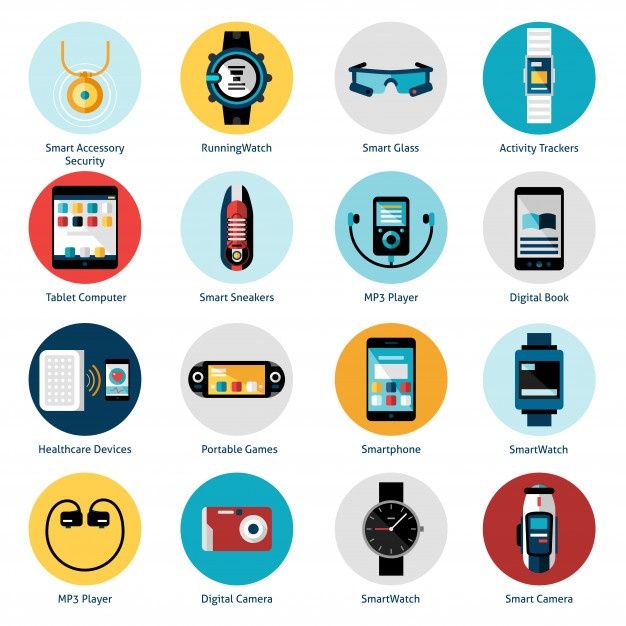 Smart Accessory
Security
RunningWatch
Smart Glass
Activity Trackers
Tablet Computer
Smart Sneakers
MP3 Player
Digital Book
Healthcare Devices
Portable Games
Smartphone
SmartWatch
MP3 Player
Digital Camera
SmartWatch
Smart Camera